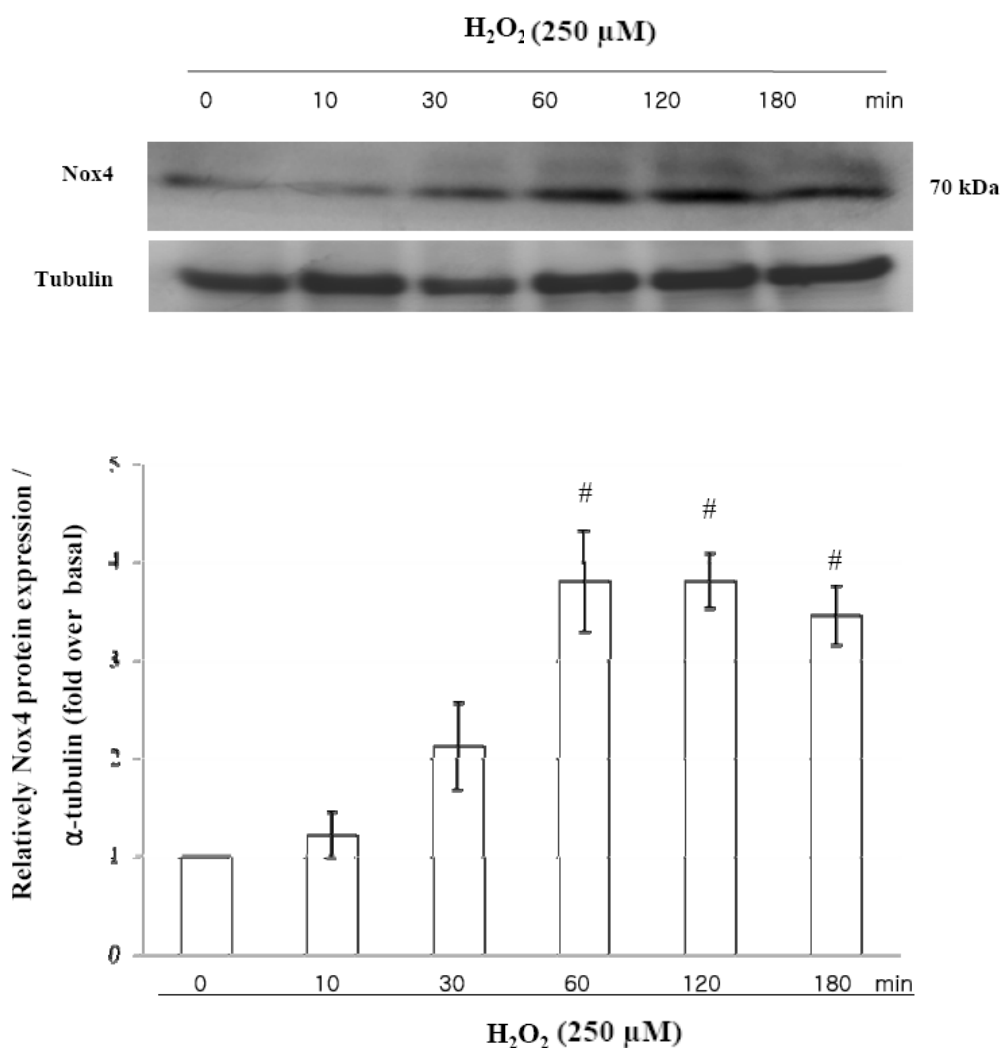 H₂O₂ (250 µM)
0 10 30 60 120 180 min
Nox4
70 kDa
Tubulin
Relatively Nox4 protein expression /
α-tubulin (fold over basal)
5
4
3
2
1
0
#
#
#
0 10 30 60 120 180 min
H₂O₂ (250 µM)